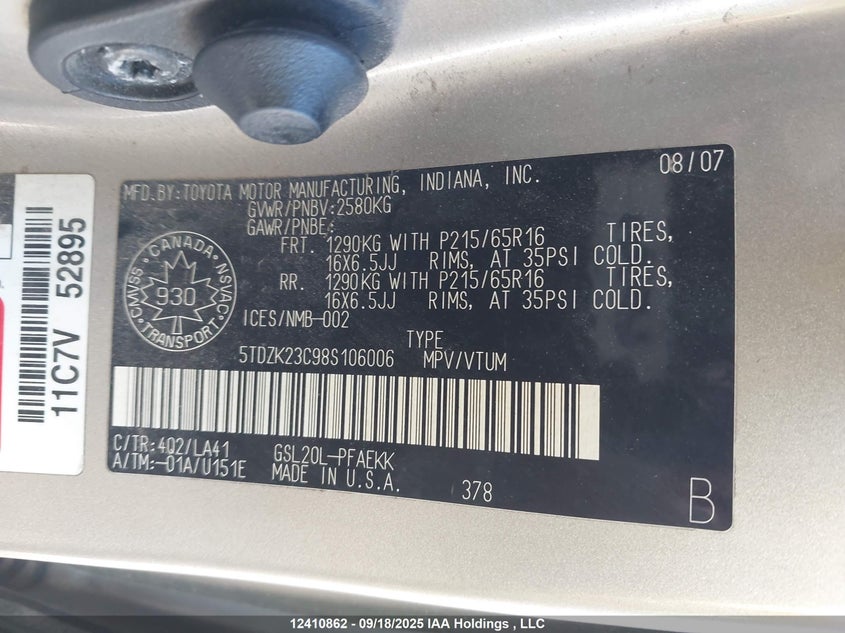 08/07
MFD.BY:TOYOTA MOTOR MANUFACTURING, INDIANA, INC.
GVWR/PNBV:2580KG
GAWR/PNBE:
FRT. 1290KG WITH P215/65R16 TIRES,
16X6.5JJ RIMS, AT 35PSI COLD.
RR. 1290KG WITH P215/65R16 TIRES,
16X6.5JJ RIMS, AT 35PSI COLD.
ICES/NMB-002
CANADA
CMVSS
NSVAC
930
TRANSPORT
TYPE
5TDZK23C98S106006 MPV/VTUM
C/TR:4Q2/LA41 GSL20L-PFAEKK
A/TM:-01A/U151E MADE IN U.S.A. 378
B
11C7V 52895
12410862 - 09/18/2025 IAA Holdings , LLC